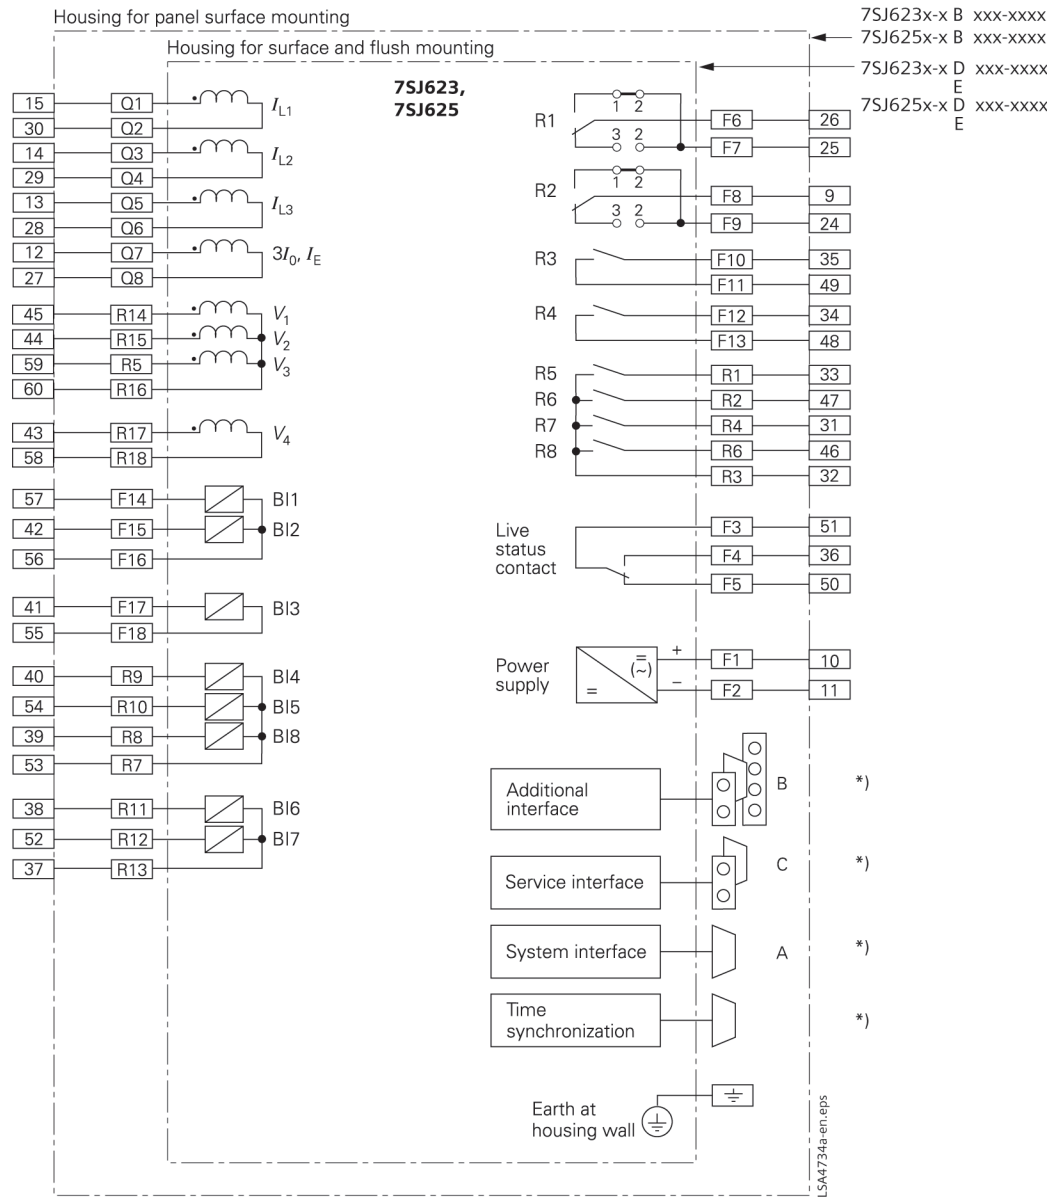 Housing for panel surface mounting
7SJ623x-x B xxx-xxxx
7SJ625x-x B xxx-xxxx
Housing for surface and flush mounting
7SJ623x-x D xxx-xxxx
E
7SJ625x-x D xxx-xxxx
E
7SJ623,
7SJ625
15 Q1 IL1
30 Q2
14 Q3 IL2
29 Q4
13 Q5 IL3
28 Q6
12 Q7 3I0, IE
27 Q8
45 R14 V1
44 R15 V2
59 R5 V3
60 R16
43 R17 V4
58 R18
57 F14 BI1
42 F15 BI2
56 F16
41 F17 BI3
55 F18
40 R9 BI4
54 R10 BI5
39 R8 BI8
53 R7
38 R11 BI6
52 R12 BI7
37 R13
1 2
R1 F6 26
3 2
F7 25
1 2
R2 F8 9
3 2
F9 24
R3 F10 35
F11 49
R4 F12 34
F13 48
R5 R1 33
R6 R2 47
R7 R4 31
R8 R6 46
R3 32
Live
status
contact
F3 51
F4 36
F5 50
Power
supply
= (~) =
+ F1 10
− F2 11
Additional
interface
B *)
Service interface C *)
System interface A *)
Time
synchronization
*)
Earth at
housing wall
LSA4734a-en.eps